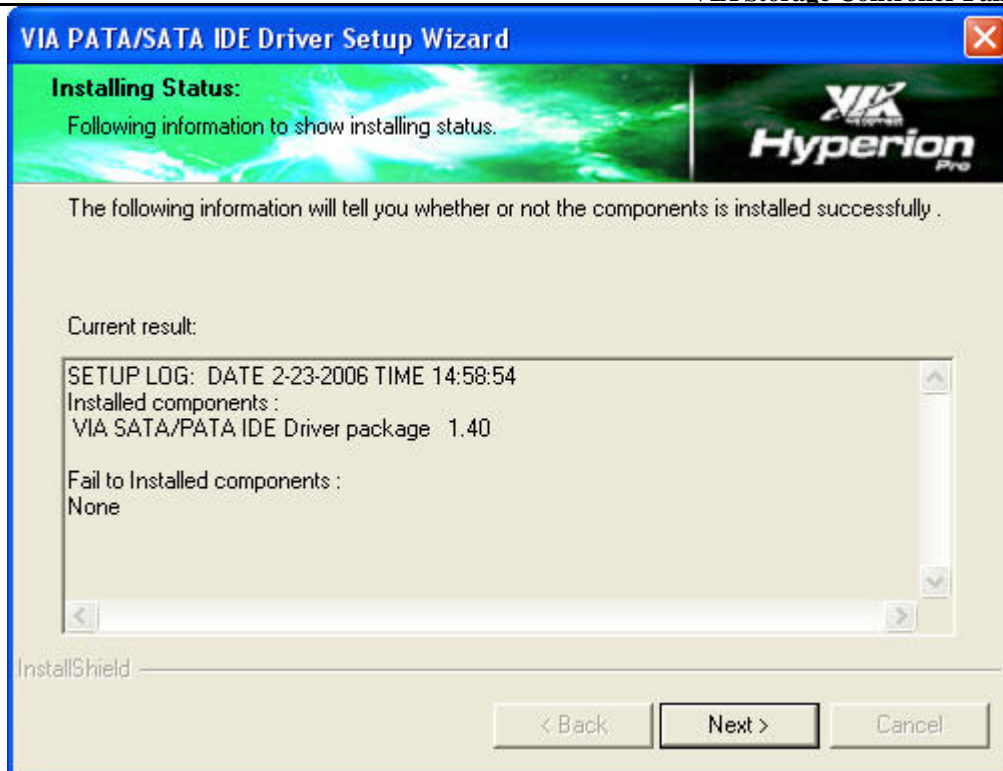 VIA PATA/SATA IDE Driver Setup Wizard
Installing Status:
Following information to show installing status.
VIA
Hyperion
Pro
The following information will tell you whether or not the components is installed successfully .
Current result:
SETUP LOG:  DATE 2-23-2006 TIME 14:58:54
Installed components :
VIA SATA/PATA IDE Driver package   1.40
Fail to Installed components :
None
InstallShield
< Back
Next >
Cancel